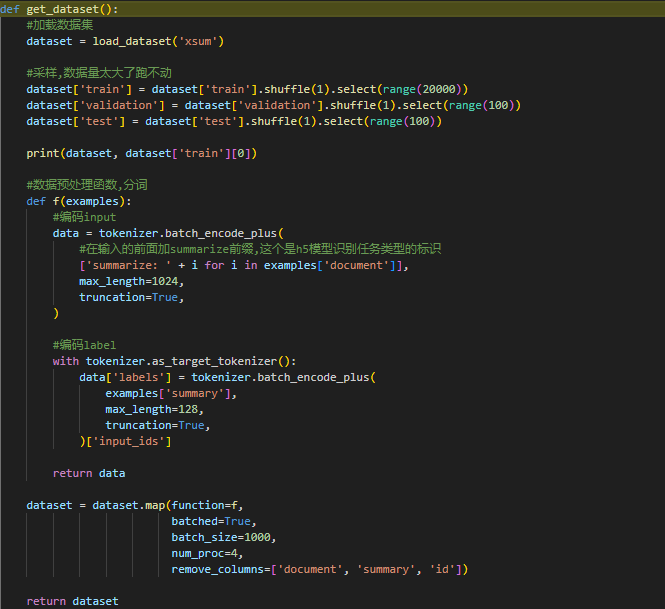 def get_dataset():
#加载数据集
dataset = load_dataset('xsum')
#采样,数据量太大了跑不动
dataset['train'] = dataset['train'].shuffle(1).select(range(20000))
dataset['validation'] = dataset['validation'].shuffle(1).select(range(100))
dataset['test'] = dataset['test'].shuffle(1).select(range(100))
print(dataset, dataset['train'][0])
#数据预处理函数,分词
def f(examples):
#编码input
data = tokenizer.batch_encode_plus(
#在输入的前面加summarize前缀,这个是h5模型识别任务类型的标识
['summarize: ' + i for i in examples['document']],
max_length=1024,
truncation=True,
)
#编码label
with tokenizer.as_target_tokenizer():
data['labels'] = tokenizer.batch_encode_plus(
examples['summary'],
max_length=128,
truncation=True,
)['input_ids']
return data
dataset = dataset.map(function=f,
batched=True,
batch_size=1000,
num_proc=4,
remove_columns=['document', 'summary', 'id'])
return dataset